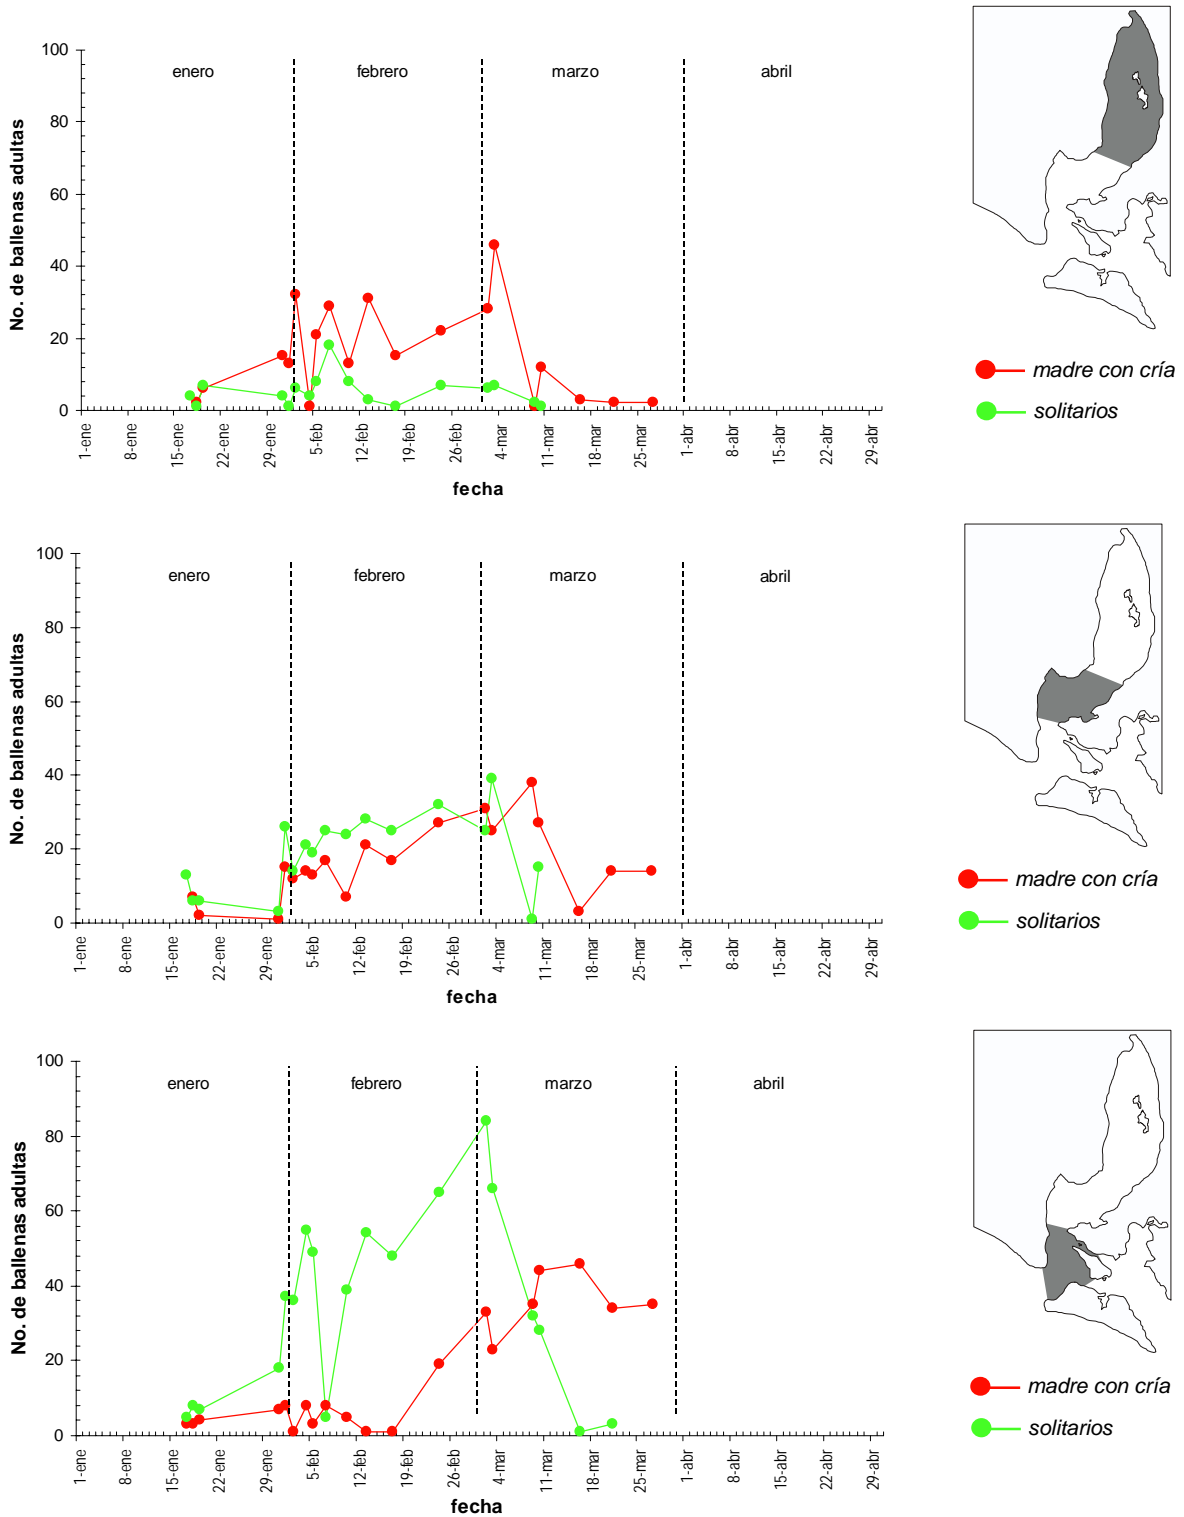 No. de ballenas adultas
100
80
60
40
20
0
enero
febrero
marzo
abril
1-ene
8-ene
15-ene
22-ene
29-ene
5-feb
12-feb
19-feb
26-feb
4-mar
11-mar
18-mar
25-mar
1-abr
8-abr
15-abr
22-abr
29-abr
fecha
madre con cría
solitarios
No. de ballenas adultas
100
80
60
40
20
0
enero
febrero
marzo
abril
1-ene
8-ene
15-ene
22-ene
29-ene
5-feb
12-feb
19-feb
26-feb
4-mar
11-mar
18-mar
25-mar
1-abr
8-abr
15-abr
22-abr
29-abr
fecha
madre con cría
solitarios
No. de ballenas adultas
100
80
60
40
20
0
enero
febrero
marzo
abril
1-ene
8-ene
15-ene
22-ene
29-ene
5-feb
12-feb
19-feb
26-feb
4-mar
11-mar
18-mar
25-mar
1-abr
8-abr
15-abr
22-abr
29-abr
fecha
madre con cría
solitarios